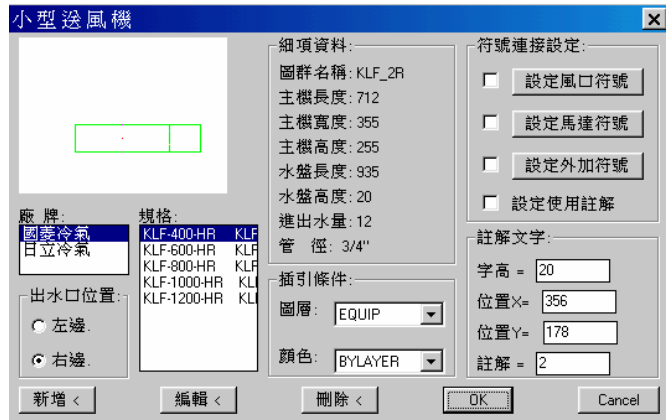 小型送風機
廠 牌:
國菱冷氣
日立冷氣
規格:
KLF-400-HR KLF
KLF-600-HR KLF
KLF-800-HR KLF
KLF-1000-HR KLI
KLF-1200-HR KLI
出水口位置:
左邊.
右邊.
細項資料:
圖群名稱: KLF_2R
主機長度: 712
主機寬度: 355
主機高度: 255
水盤長度: 935
水盤高度: 20
進出水量: 12
管 徑: 3/4"
插引條件:
圖層: EQUIP
顏色: BYLAYER
符號連接設定:
設定風口符號
設定馬達符號
設定外加符號
設定使用註解
註解文字:
字高 = 20
位置X= 356
位置Y= 178
註解 = 2
新增 <
編輯 <
刪除 <
OK
Cancel